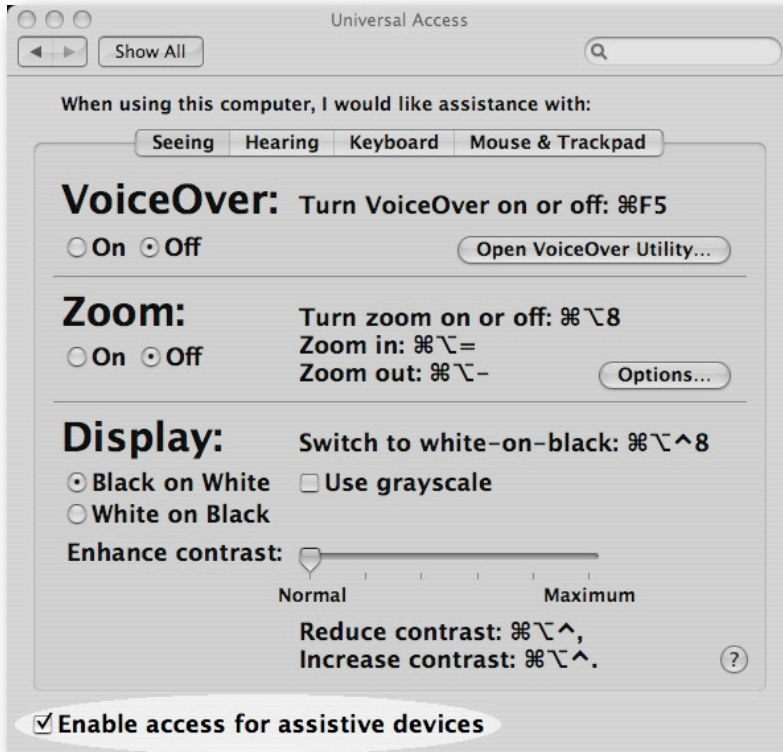 Universal Access
Show All
When using this computer, I would like assistance with:
Seeing Hearing Keyboard Mouse & Trackpad
VoiceOver: Turn VoiceOver on or off: ⌘F5
On Off Open VoiceOver Utility...
Zoom: Turn zoom on or off: ⌘⌥8
On Off Zoom in: ⌘⌥=
Zoom out: ⌘⌥- Options...
Display: Switch to white-on-black: ⌘⌥^8
Black on White Use grayscale
White on Black
Enhance contrast:
Normal Maximum
Reduce contrast: ⌘⌥^,
Increase contrast: ⌘⌥^. ?
Enable access for assistive devices